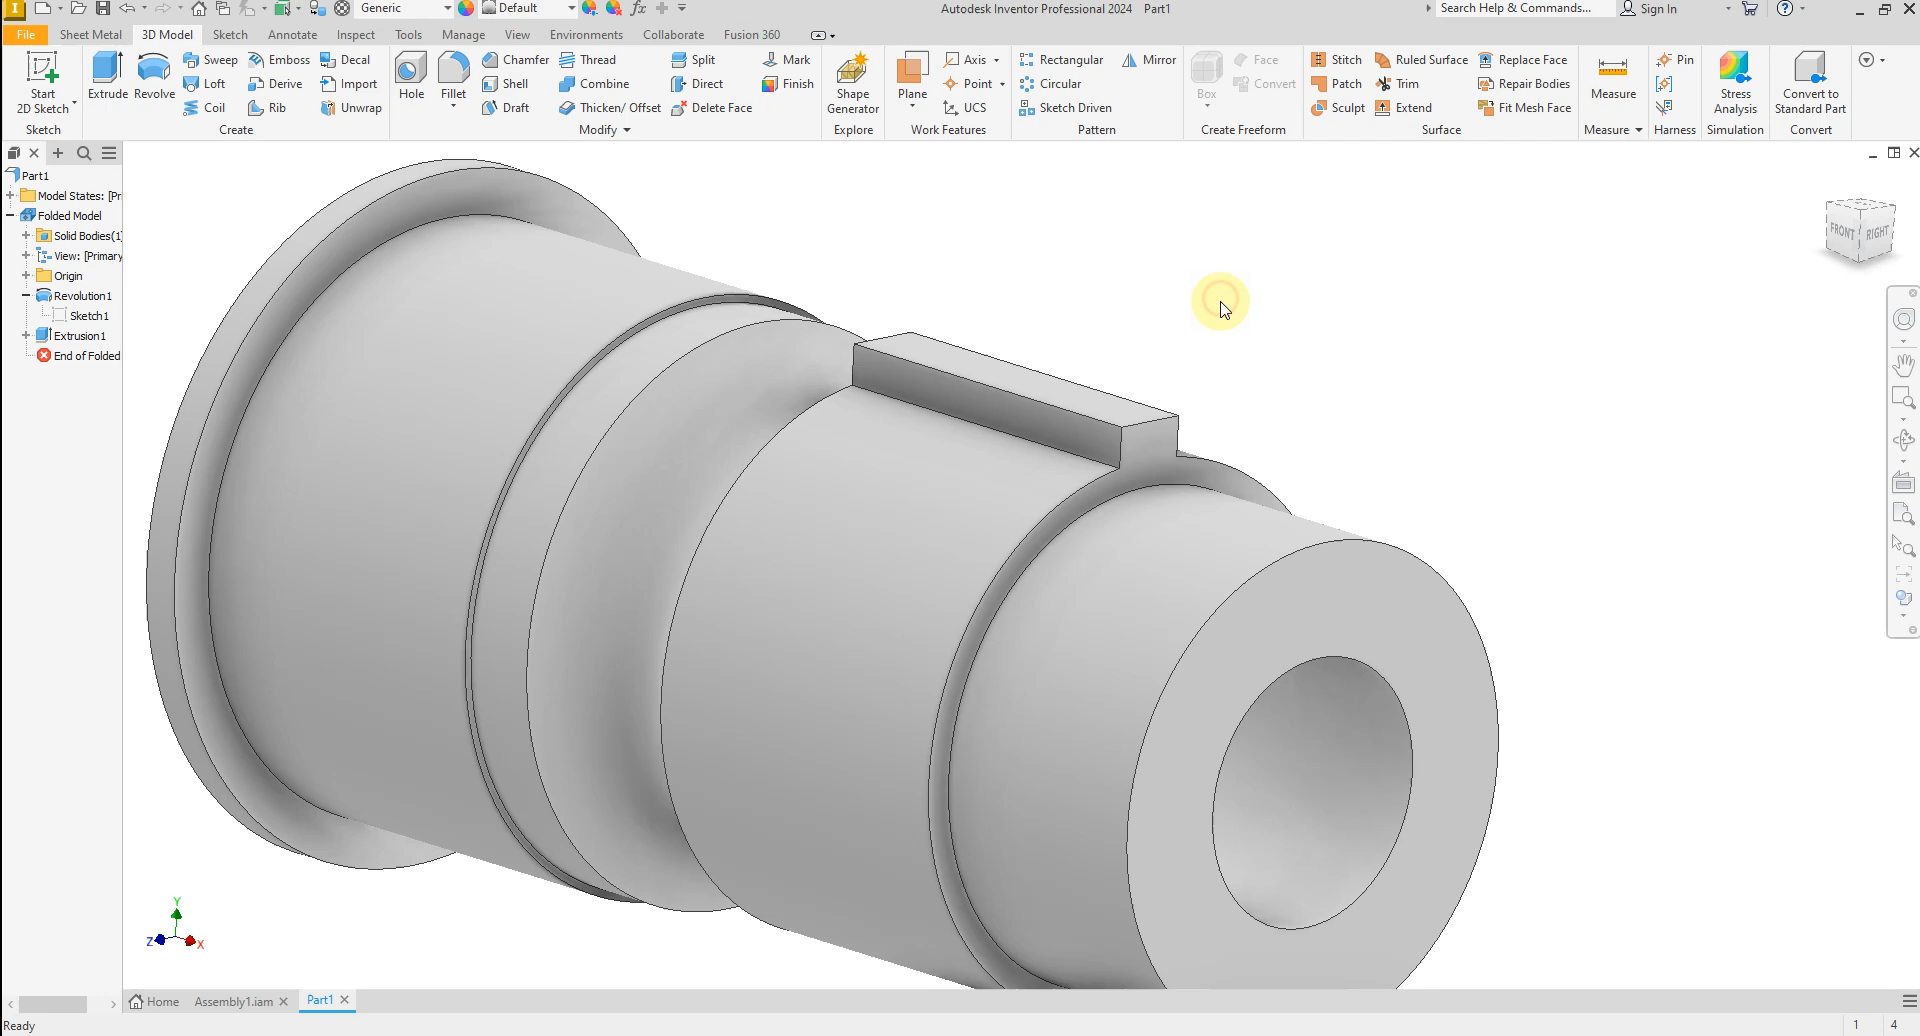 Generic
Default
fx
Autodesk Inventor Professional 2024 Part1
Search Help & Commands...
Sign In
File
Sheet Metal
3D Model
Sketch
Annotate
Inspect
Tools
Manage
View
Environments
Collaborate
Fusion 360
Start
2D Sketch
Sketch
Extrude
Revolve
Sweep
Loft
Coil
Emboss
Derive
Rib
Decal
Import
Unwrap
Create
Hole
Fillet
Chamfer
Shell
Draft
Thread
Combine
Thicken/ Offset
Split
Direct
Delete Face
Modify
Mark
Finish
Shape
Generator
Explore
Plane
Axis
Point
UCS
Work Features
Rectangular
Circular
Sketch Driven
Mirror
Pattern
Box
Face
Convert
Create Freeform
Stitch
Patch
Sculpt
Ruled Surface
Trim
Extend
Replace Face
Repair Bodies
Fit Mesh Face
Surface
Measure
Measure
Pin
Harness
Stress
Analysis
Simulation
Convert to
Standard Part
Convert
Part1
Model States: [Pr
Folded Model
Solid Bodies(1)
View: [Primary
Origin
Revolution1
Sketch1
Extrusion1
End of Folded
FRONT
RIGHT
Y
Z
X
Home
Assembly1.iam
Part1
Ready
1
4